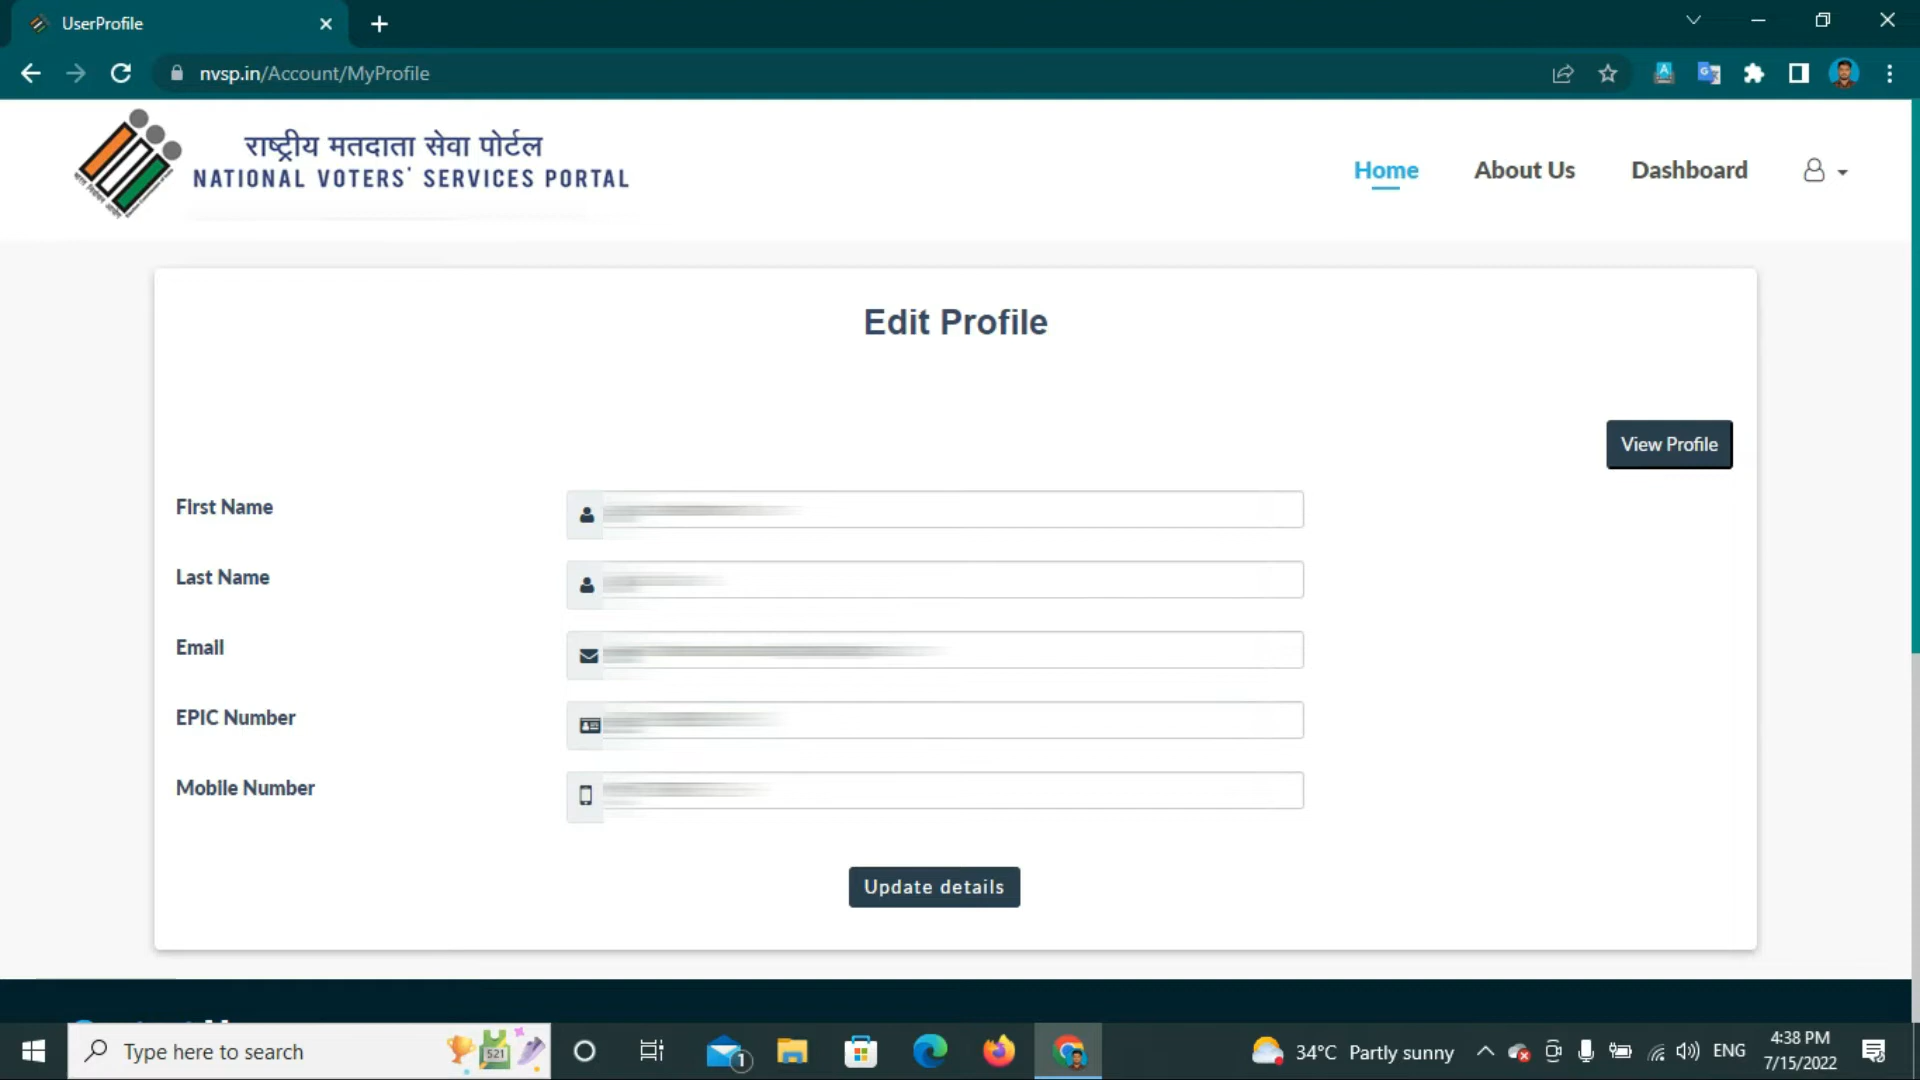 UserProfile
nvsp.in/Account/MyProfile
राष्ट्रीय मतदाता सेवा पोर्टल
NATIONAL VOTERS' SERVICES PORTAL
Home
About Us
Dashboard
Edit Profile
View Profile
First Name
Last Name
Email
EPIC Number
Mobile Number
Update details
Type here to search
521
1
34°C Partly sunny
ENG
4:38 PM
7/15/2022